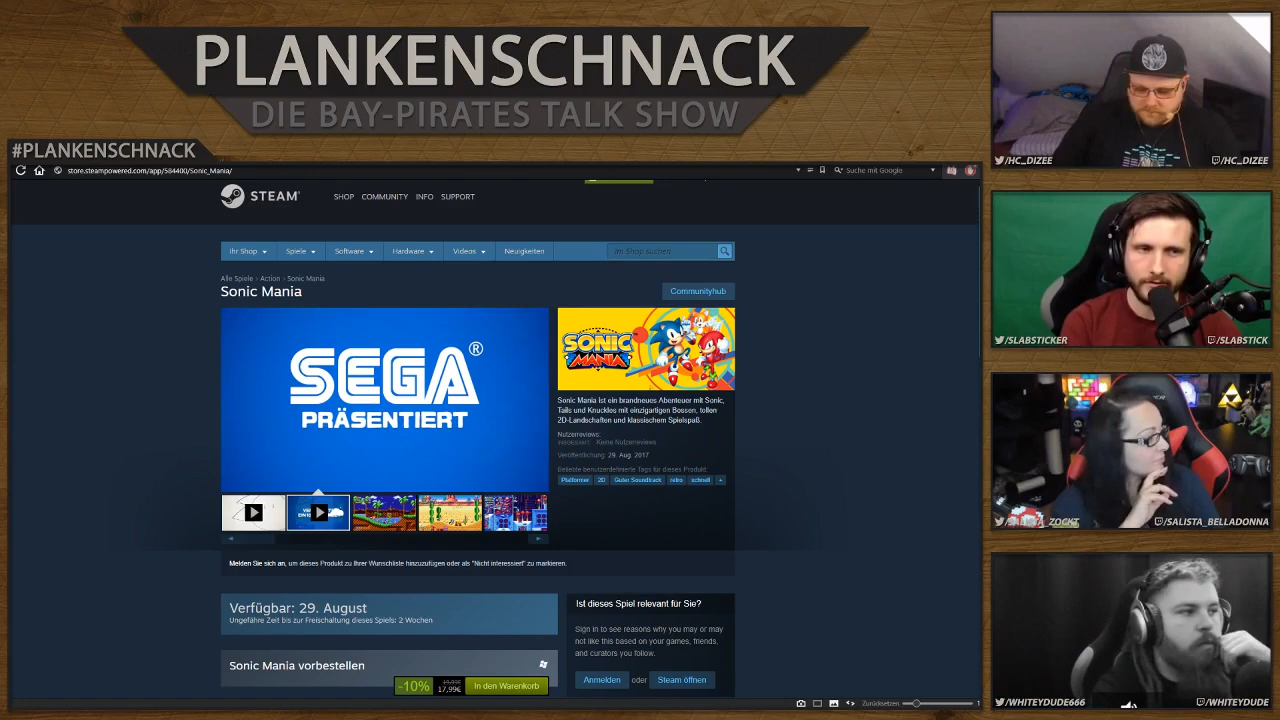 PLANKENSCHNACK
DIE BAY-PIRATES TALK SHOW
#PLANKENSCHNACK
store.steampowered.com/app/584400/Sonic_Mania/
Suche mit Google
STEAM
SHOP COMMUNITY INFO SUPPORT
Ihr Shop Spiele Software Hardware Videos Neuigkeiten
im Shop suchen
Alle Spiele > Action > Sonic Mania
Sonic Mania
Communityhub
SEGA®
PRÄSENTIERT
SONIC
MANIA
Sonic Mania ist ein brandneues Abenteuer mit Sonic,
Tails und Knuckles mit einzigartigen Bossen, tollen
2D-Landschaften und klassischem Spielspaß.
Nutzerreviews:
INSGESAMT: Keine Nutzerreviews
Veröffentlichung: 29. Aug. 2017
Beliebte benutzerdefinierte Tags für dieses Produkt:
Platformer 2D Guter Soundtrack retro schnell +
Melden Sie sich an, um dieses Produkt zu Ihrer Wunschliste hinzuzufügen oder als "Nicht interessiert" zu markieren.
Verfügbar: 29. August
Ungefähre Zeit bis zur Freischaltung dieses Spiels: 2 Wochen
Sonic Mania vorbestellen
-10% 19,99€ 17,99€ In den Warenkorb
Ist dieses Spiel relevant für Sie?
Sign in to see reasons why you may or may
not like this based on your games, friends,
and curators you follow.
Anmelden oder Steam öffnen
Zurücksetzen 1
/HC_DIZEE /HC_DIZEE
/SLABSTICKER /SLABSTICK
ZOCKT /SALISTA_BELLADONNA
/WHITEYDUDE666 /WHITEYDUDE